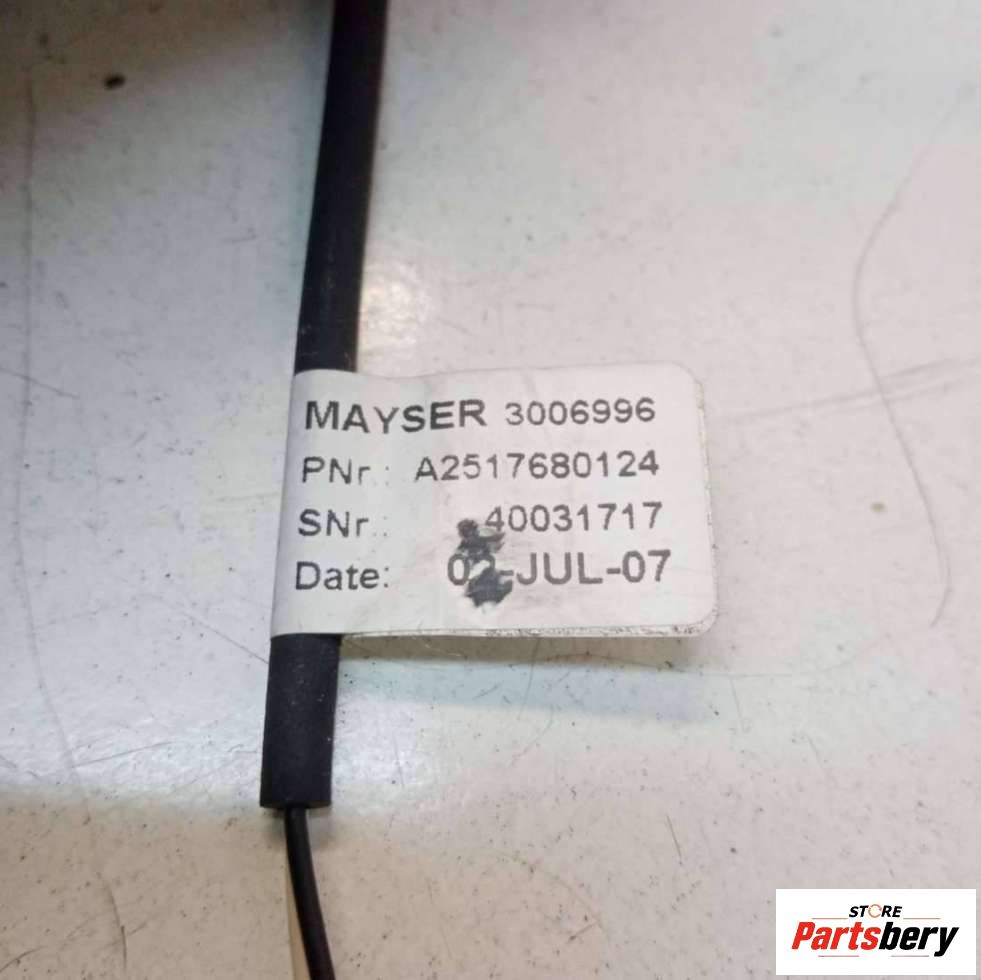 MAYSER 3006996
PNr.: A2517680124
SNr.: 40031717
Date: 02-JUL-07
STORE
Partsbery